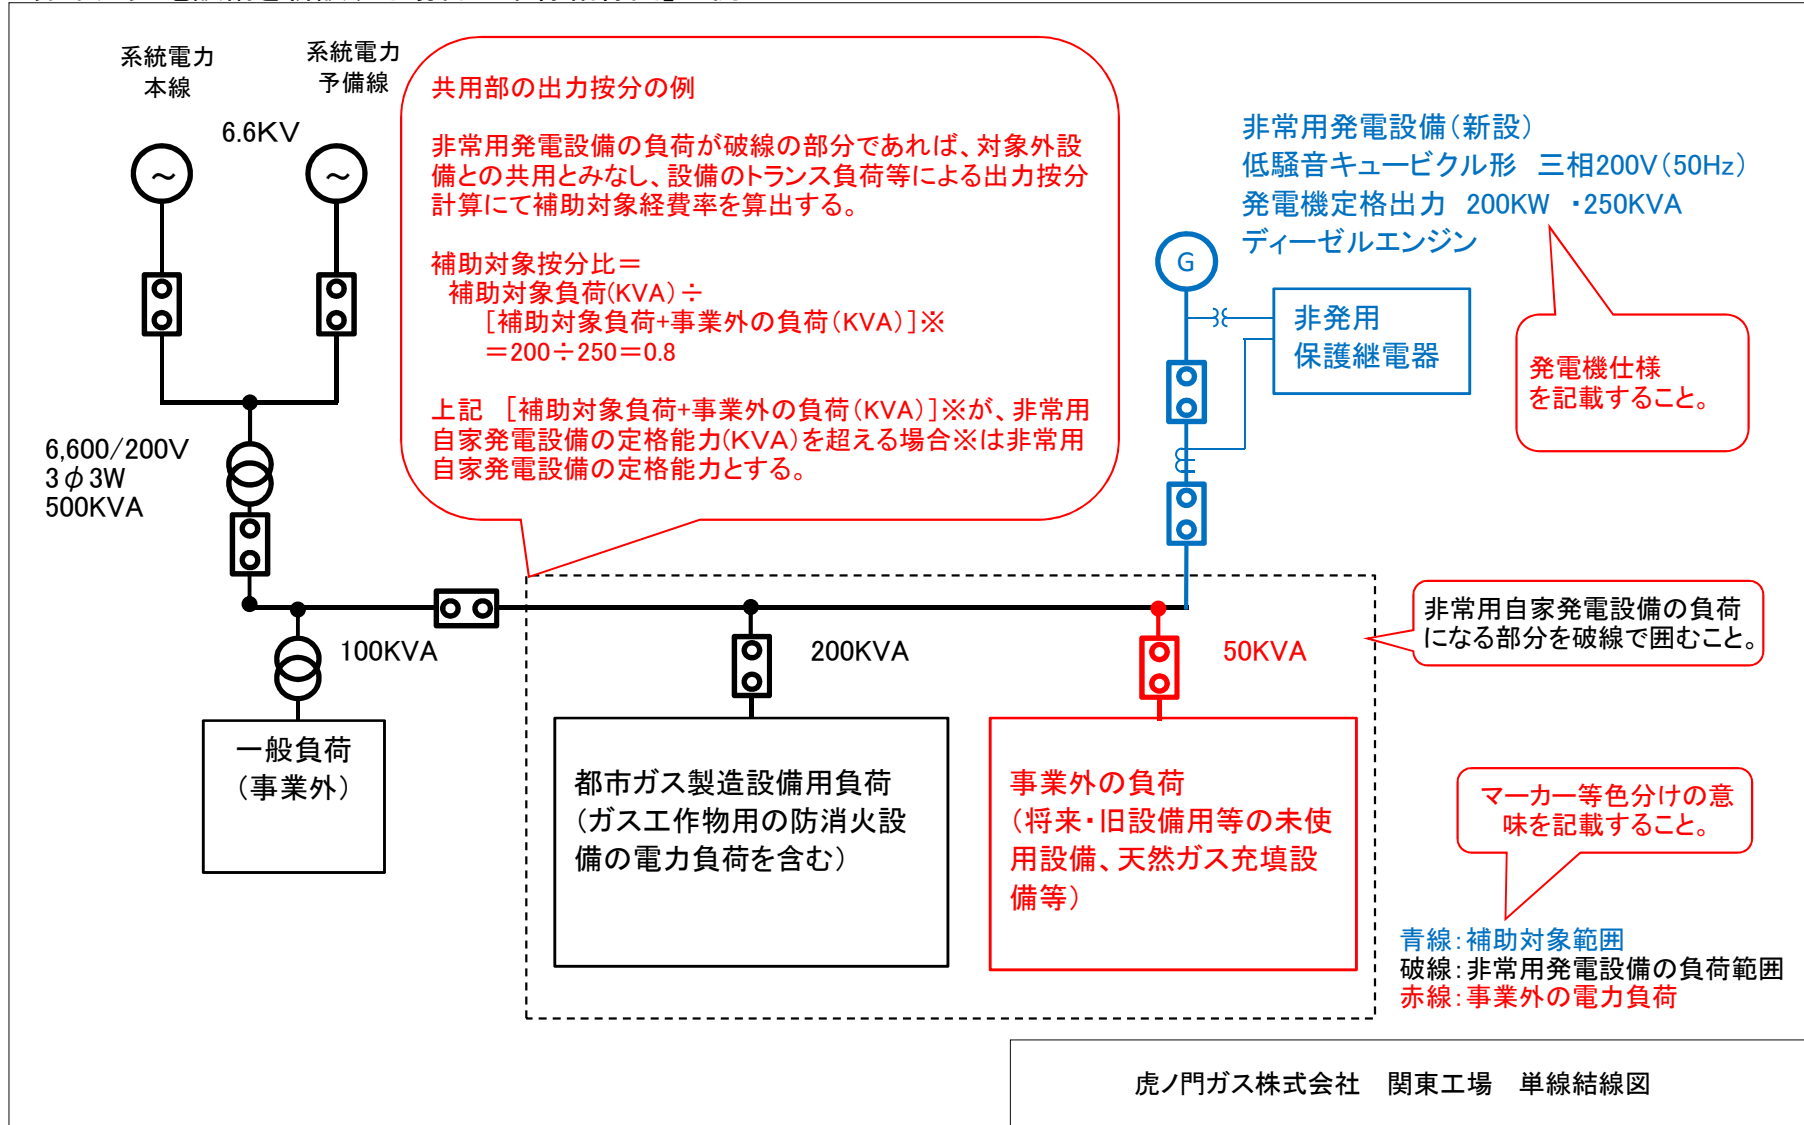 系統電力
本線
系統電力
予備線
6.6KV
共用部の出力按分の例
非常用発電設備の負荷が破線の部分であれば、対象外設
備との共用とみなし、設備のトランス負荷等による出力按分
計算にて補助対象経費率を算出する。
補助対象按分比＝
補助対象負荷(KVA)÷
[補助対象負荷+事業外の負荷(KVA)]※
＝200÷250＝0.8
上記　[補助対象負荷+事業外の負荷(KVA)]※が、非常用
自家発電設備の定格能力(KVA)を超える場合※は非常用
自家発電設備の定格能力とする。
非常用発電設備(新設)
低騒音キュービクル形　三相200V(50Hz)
発電機定格出力　200KW　・250KVA
ディーゼルエンジン
G
非発用
保護継電器
発電機仕様
を記載すること。
6,600/200V
3φ3W
500KVA
100KVA
200KVA
50KVA
非常用自家発電設備の負荷
になる部分を破線で囲むこと。
一般負荷
(事業外)
都市ガス製造設備用負荷
(ガス工作物用の防消火設
備の電力負荷を含む)
事業外の負荷
(将来・旧設備用等の未使
用設備、天然ガス充填設
備等)
マーカー等色分けの意
味を記載すること。
青線：補助対象範囲
破線：非常用発電設備の負荷範囲
赤線：事業外の電力負荷
虎ノ門ガス株式会社　関東工場　単線結線図